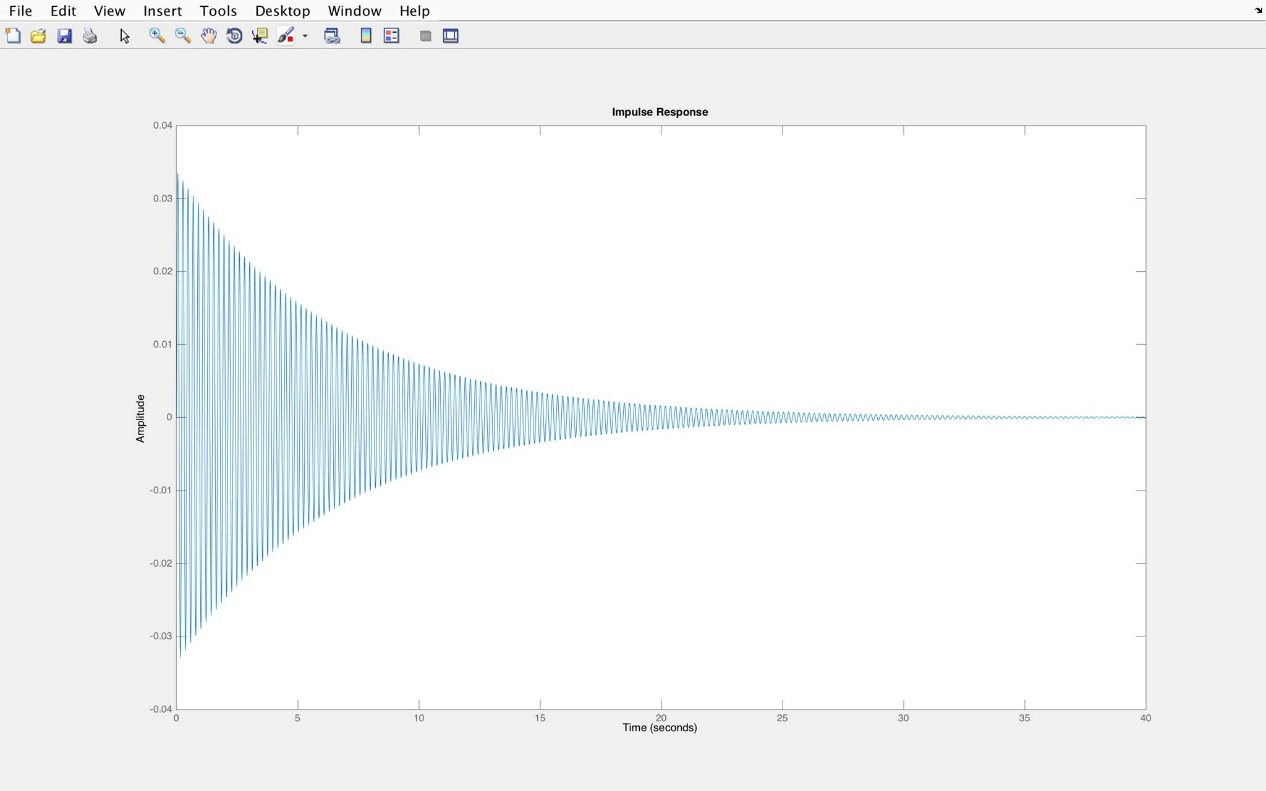 File Edit View Insert Tools Desktop Window Help
Impulse Response
0.04
0.03
0.02
0.01
0
-0.01
-0.02
-0.03
-0.04
Amplitude
0 5 10 15 20 25 30 35 40
Time (seconds)